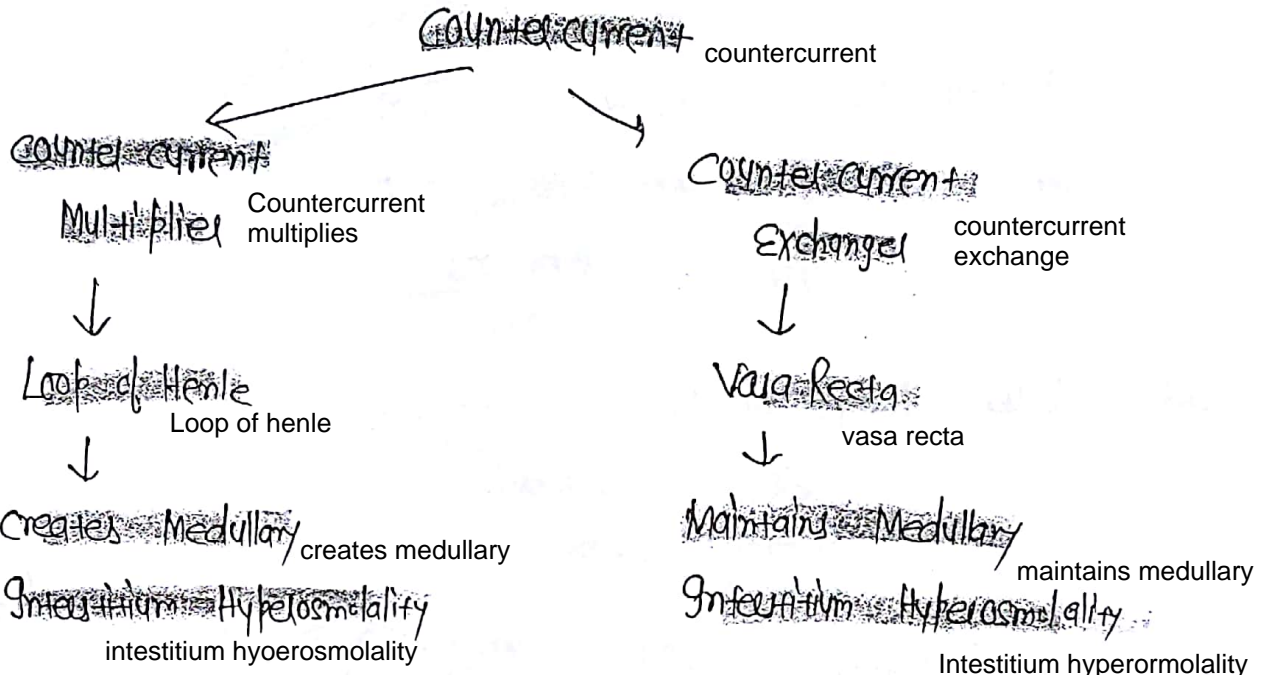 Countercurrent
countercurrent
Counter current
Multiplier
Countercurrent
multiplies
Loop of Henle
Loop of henle
Creates Medullary
creates medullary
Interstitium Hyperosmolality
intestitium hyoerosmolality
Counter Current
Exchanger
countercurrent
exchange
Vasa Recta
vasa recta
Maintains Medullary
maintains medullary
Interstitium Hyperosmolality
Intestitium hyperormolality